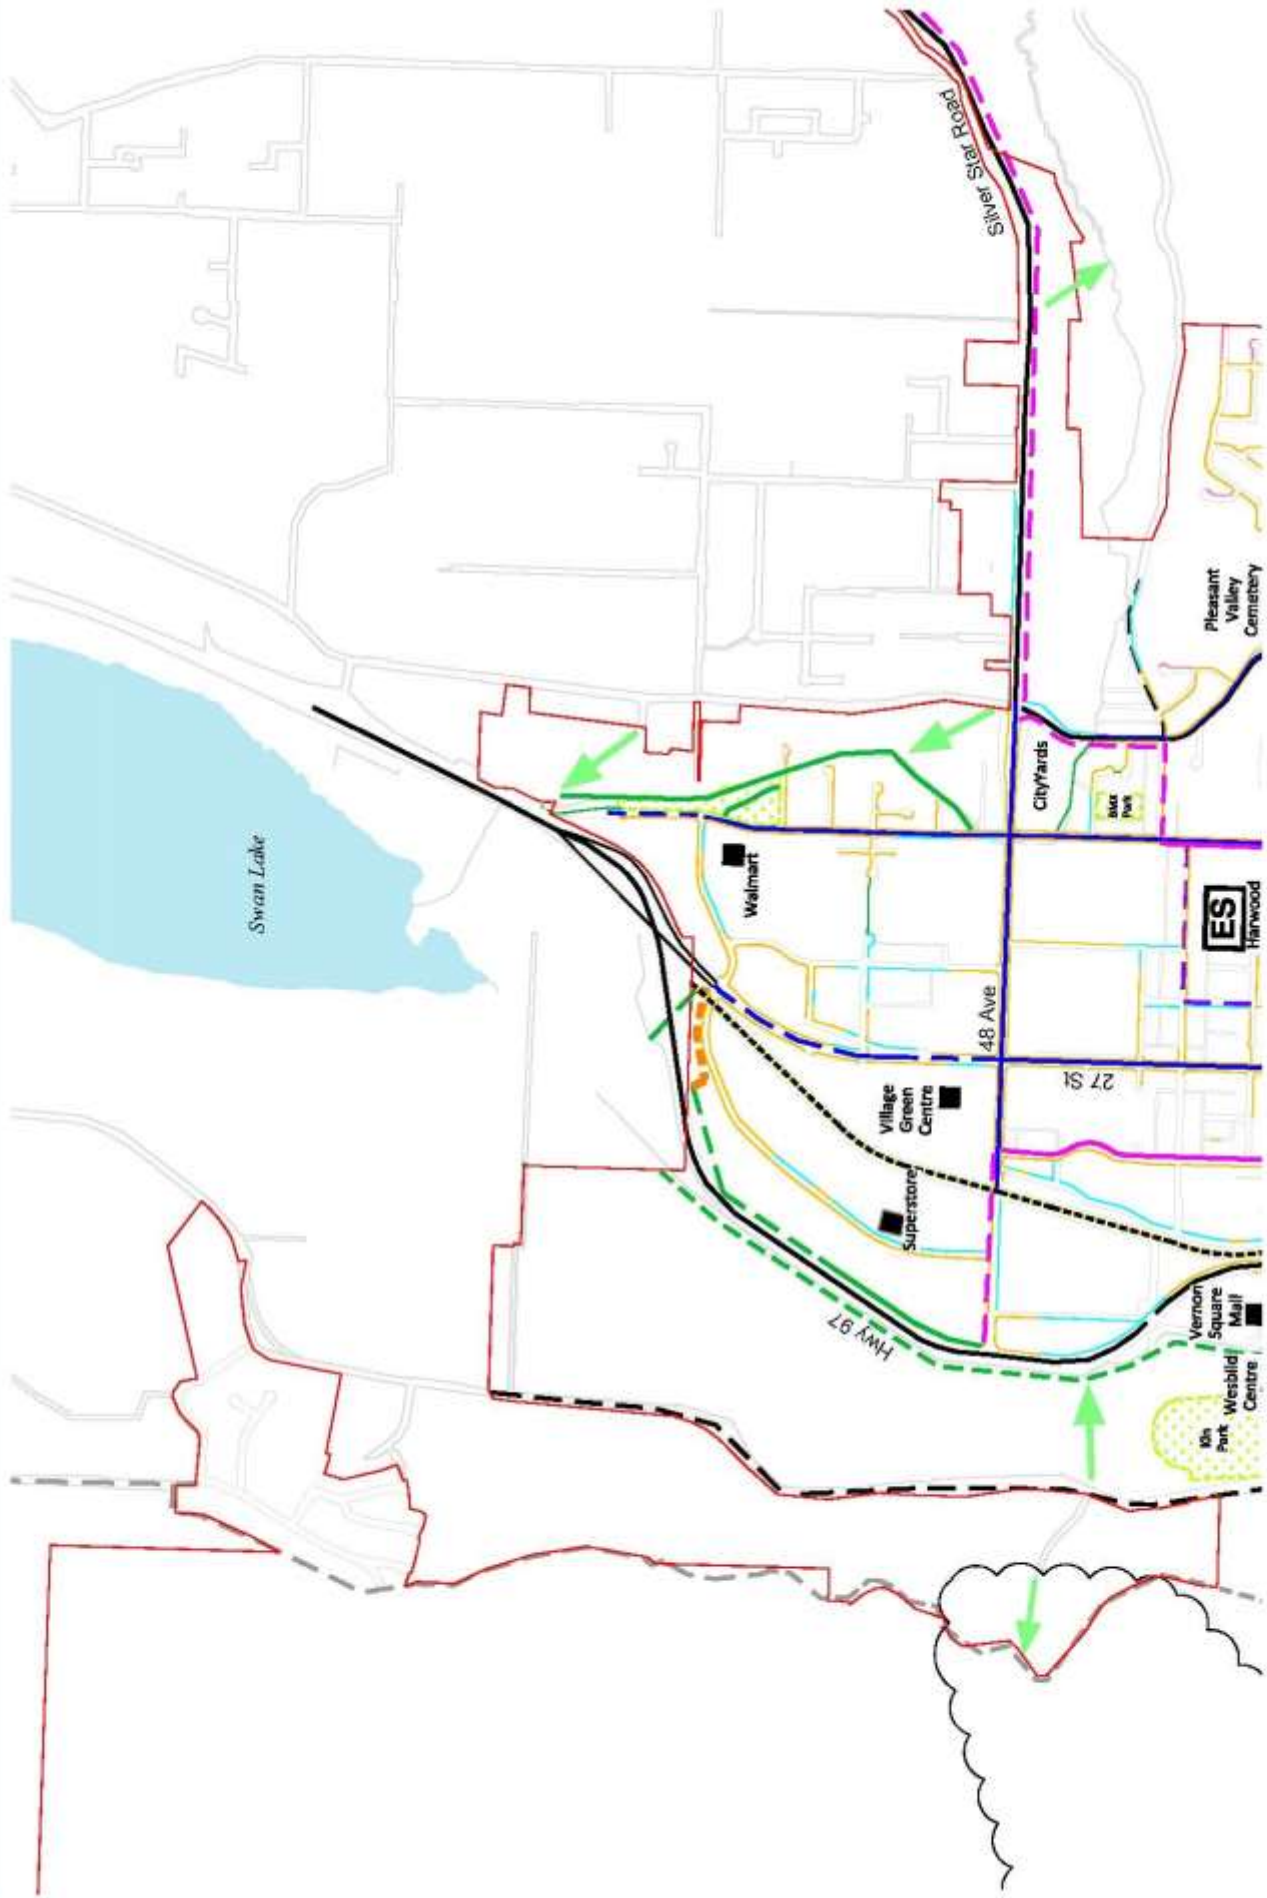 Silver Star Road
Swan Lake
Pleasant
Valley
Cemetery
CityYards
BMX
Park
Walmart
ES
Harwood
48 Ave
27 St
Village
Green
Centre
Superstore
Hwy 97
Vernon
Square
Mall
Wesbild
Centre
Kin
Park